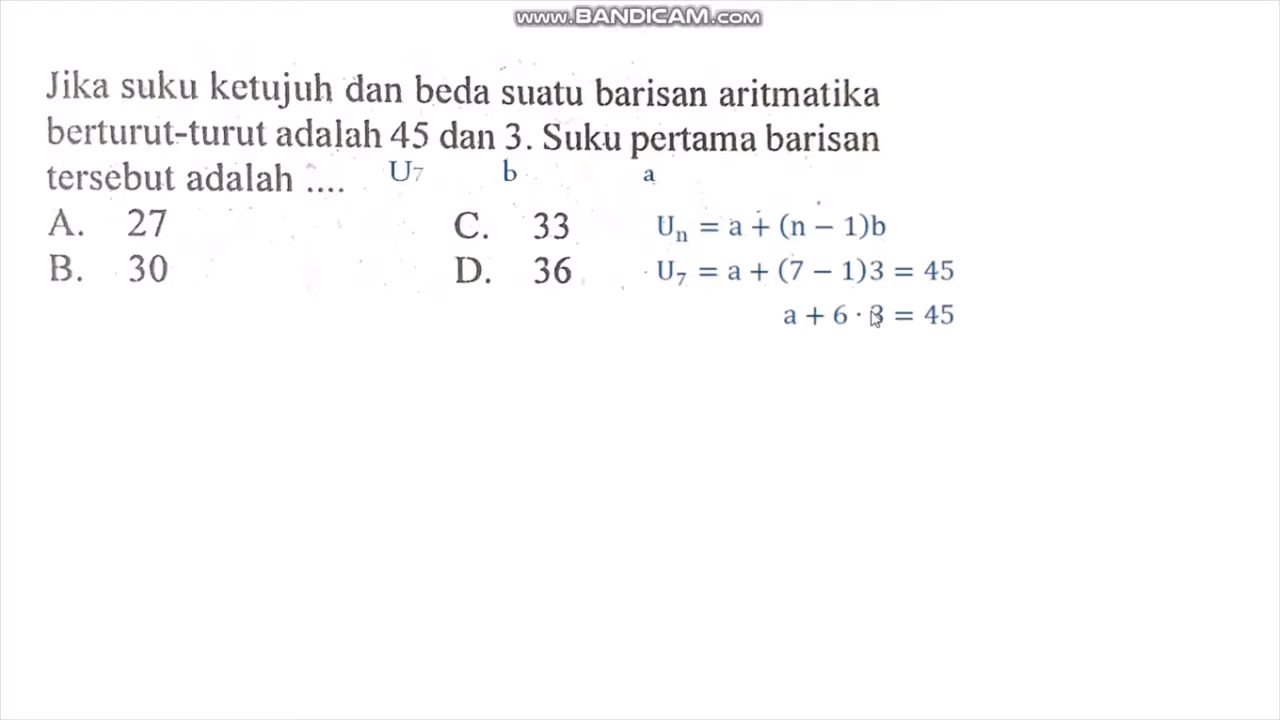 www.BANDICAM.com
Jika suku ketujuh dan beda suatu barisan aritmatika
berturut-turut adalah 45 dan 3. Suku pertama barisan
tersebut adalah ....
U₇ b a
A. 27 C. 33
B. 30 D. 36
Uₙ = a + (n − 1)b
U₇ = a + (7 − 1)3 = 45
a + 6 · 3 = 45